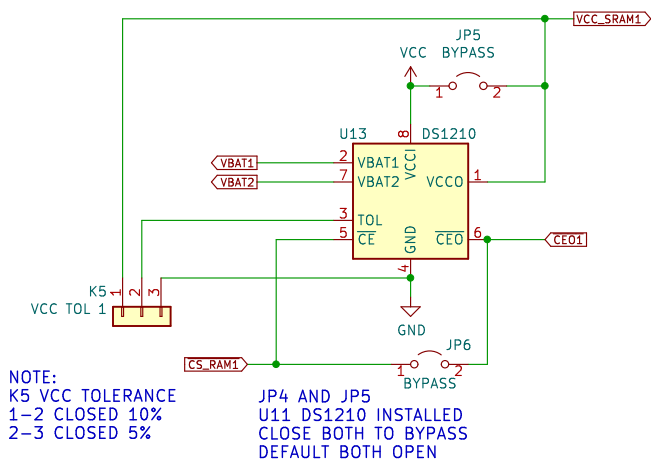 VCC_SRAM1
JP5
VCC BYPASS
1 2
U13 8 DS1210
VBAT1 2 VBAT1 VCCI
VBAT2 7 VBAT2 VCCO 1
3 TOL
5 CE GND CEO 6 CEO1
4
K5 1 2 3
VCC TOL 1
GND
JP6
CS_RAM1 1 2
BYPASS
NOTE:
K5 VCC TOLERANCE
1-2 CLOSED 10%
2-3 CLOSED 5%
JP4 AND JP5
U11 DS1210 INSTALLED
CLOSE BOTH TO BYPASS
DEFAULT BOTH OPEN